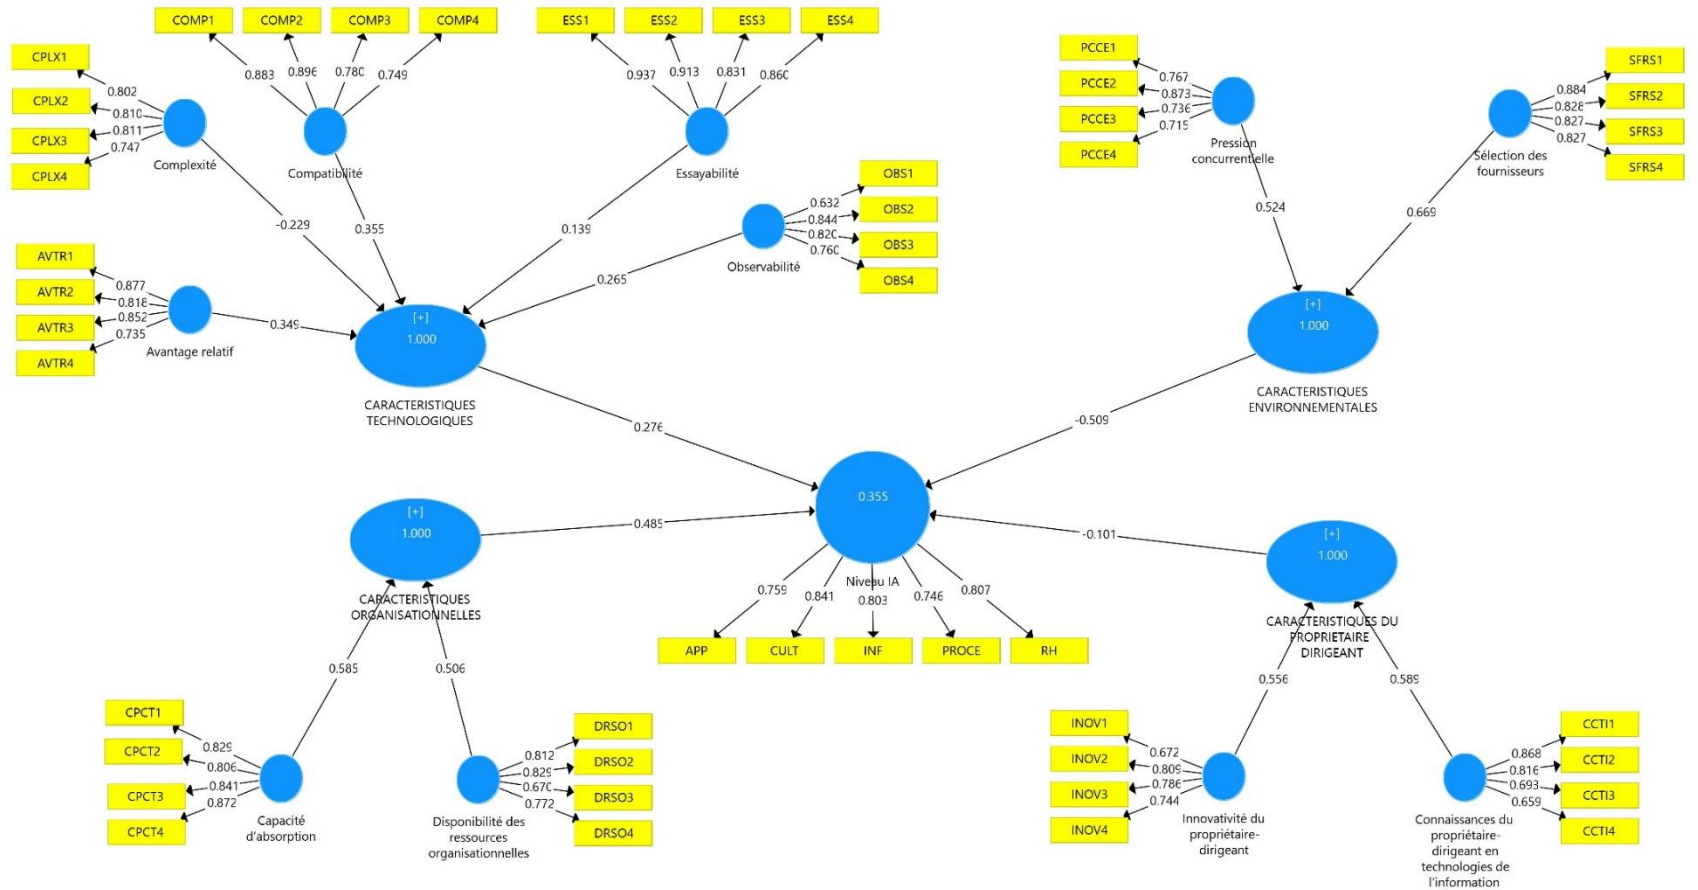 COMP1
COMP2
COMP3
COMP4
0.883
0.896
0.780
0.749
Compatibilité
0.355
ESS1
ESS2
ESS3
ESS4
0.937
0.913
0.831
0.860
Essayabilité
0.139
CPLX1
CPLX2
CPLX3
CPLX4
0.802
0.810
0.811
0.747
Complexité
-0.229
AVTR1
AVTR2
AVTR3
AVTR4
0.877
0.818
0.852
0.735
Avantage relatif
0.349
OBS1
OBS2
OBS3
OBS4
0.632
0.844
0.820
0.760
Observabilité
0.265
[+]
1.000
CARACTERISTIQUES
TECHNOLOGIQUES
0.276
PCCE1
PCCE2
PCCE3
PCCE4
0.767
0.873
0.736
0.715
Pression
concurrentielle
0.524
SFRS1
SFRS2
SFRS3
SFRS4
0.884
0.828
0.827
0.827
Sélection des
fournisseurs
0.669
[+]
1.000
CARACTERISTIQUES
ENVIRONNEMENTALES
-0.509
0.355
Niveau IA
0.759
0.841
0.803
0.746
0.807
APP
CULT
INF
PROCE
RH
[+]
1.000
CARACTERISTIQUES
ORGANISATIONNELLES
0.485
0.585
0.506
CPCT1
CPCT2
CPCT3
CPCT4
0.829
0.806
0.841
0.872
Capacité
d'absorption
DRSO1
DRSO2
DRSO3
DRSO4
0.812
0.829
0.670
0.772
Disponibilité des
ressources
organisationnelles
[+]
1.000
CARACTERISTIQUES DU
PROPRIETAIRE
DIRIGEANT
-0.101
0.556
0.589
INOV1
INOV2
INOV3
INOV4
0.672
0.809
0.786
0.744
Innovativité du
propriétaire-
dirigeant
CCTI1
CCTI2
CCTI3
CCTI4
0.868
0.816
0.693
0.659
Connaissances du
propriétaire-
dirigeant en
technologies de
l'information